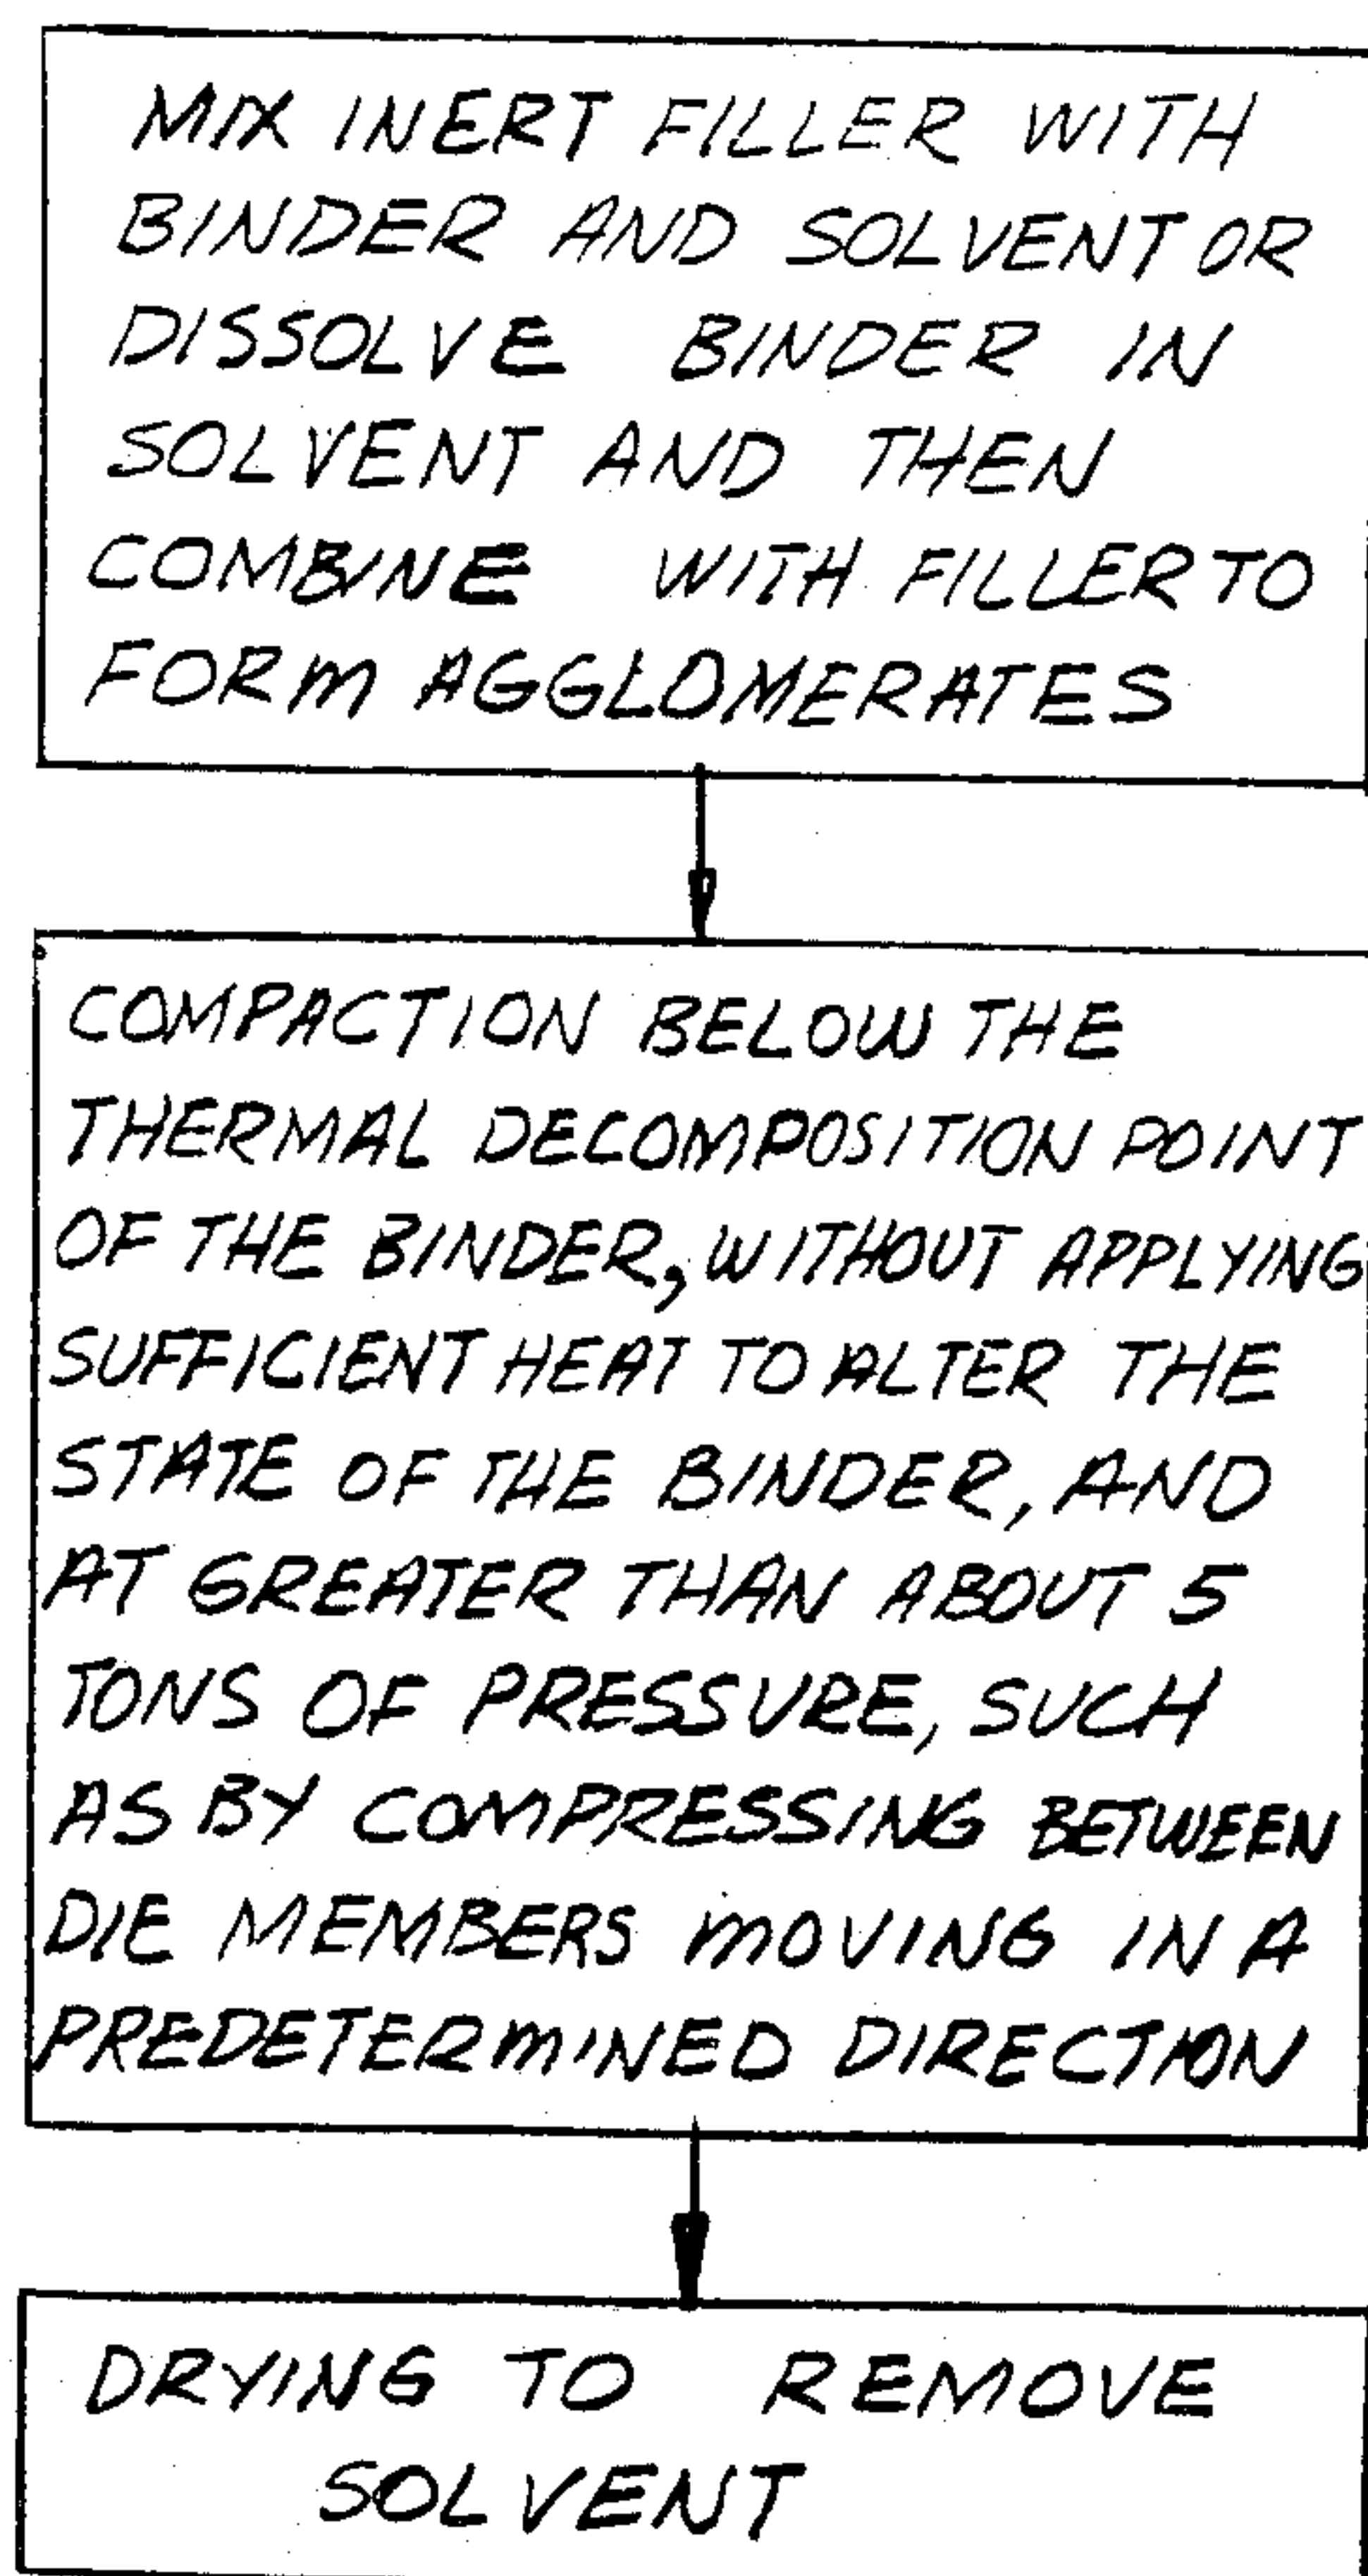 MIX INERT FILLER WITH
BINDER AND SOLVENT OR
DISSOLVE BINDER IN
SOLVENT AND THEN
COMBINE WITH FILLER TO
FORM AGGLOMERATES
COMPACTION BELOW THE
THERMAL DECOMPOSITION POINT
OF THE BINDER, WITHOUT APPLYING
SUFFICIENT HEAT TO ALTER THE
STATE OF THE BINDER, AND
AT GREATER THAN ABOUT 5
TONS OF PRESSURE, SUCH
AS BY COMPRESSING BETWEEN
DIE MEMBERS MOVING IN A
PREDETERMINED DIRECTION
DRYING TO REMOVE
SOLVENT